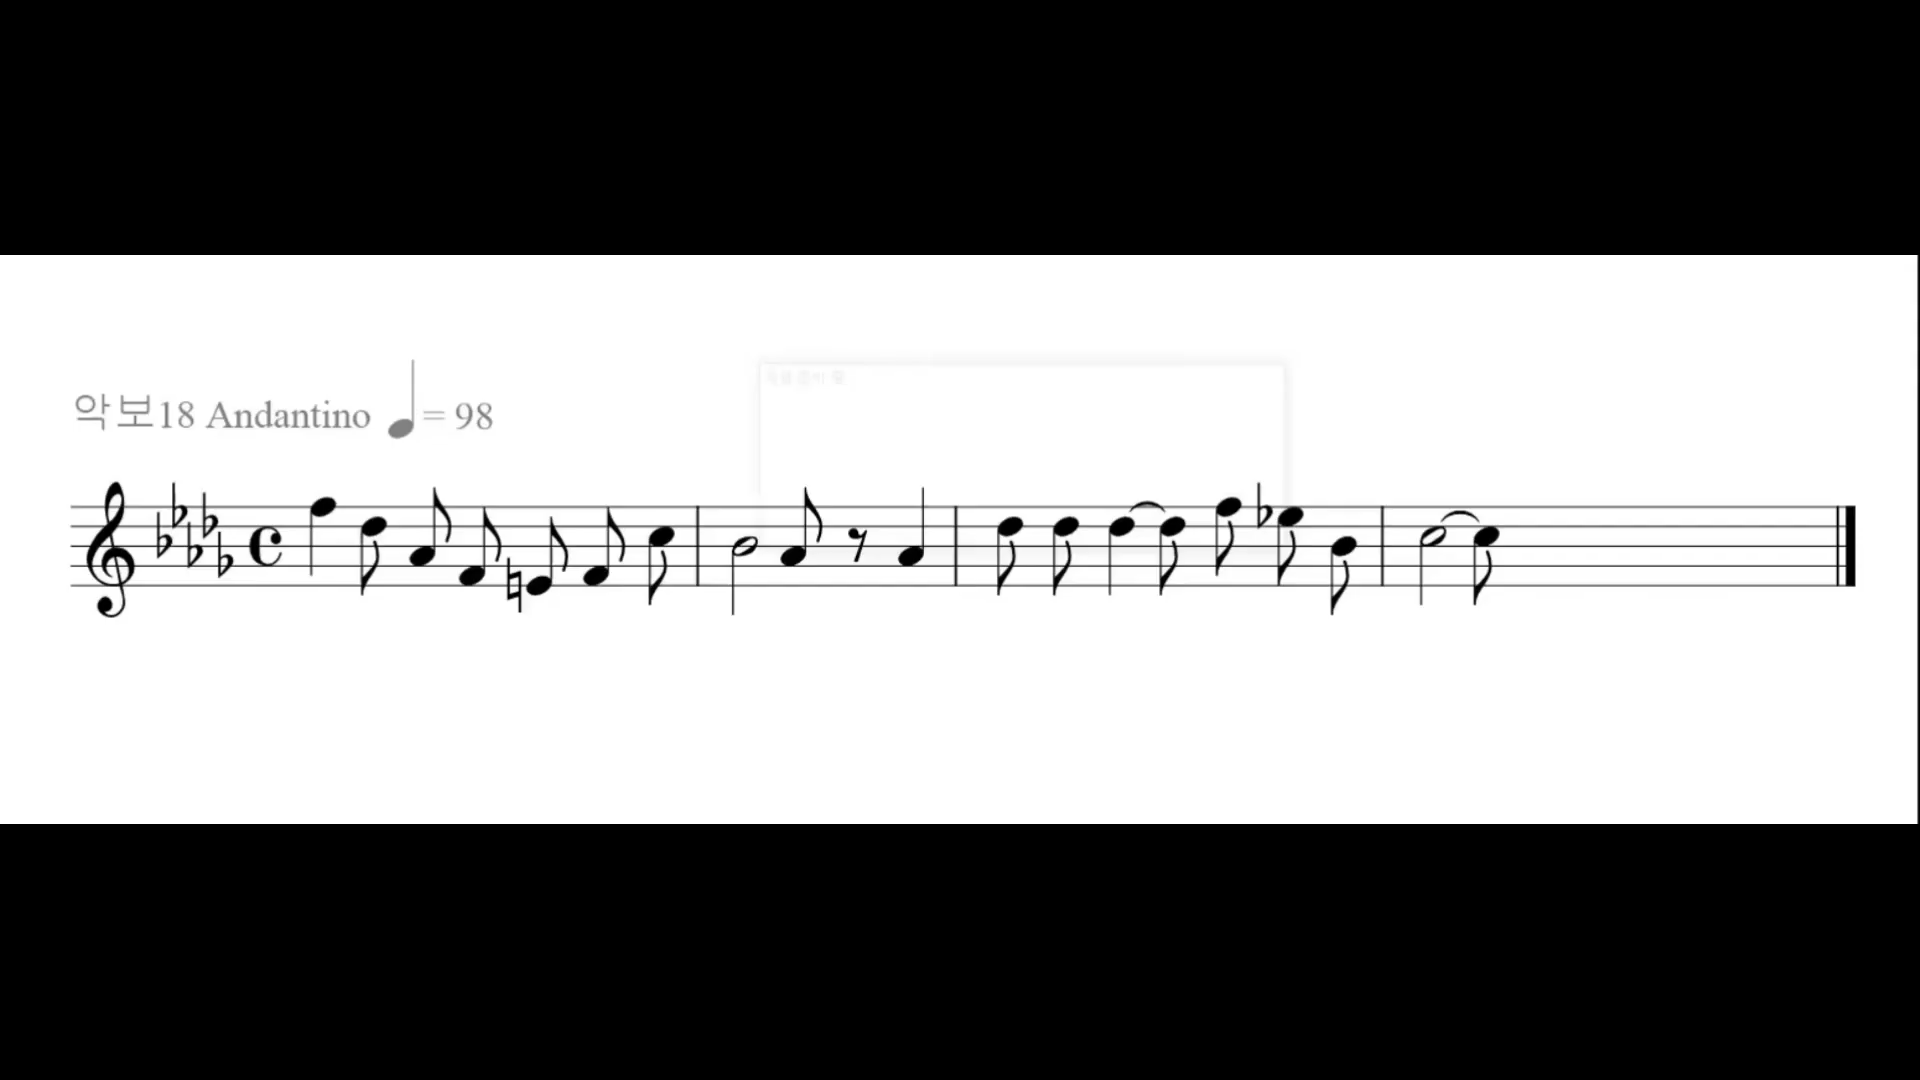 악보18 Andantino ♩= 98